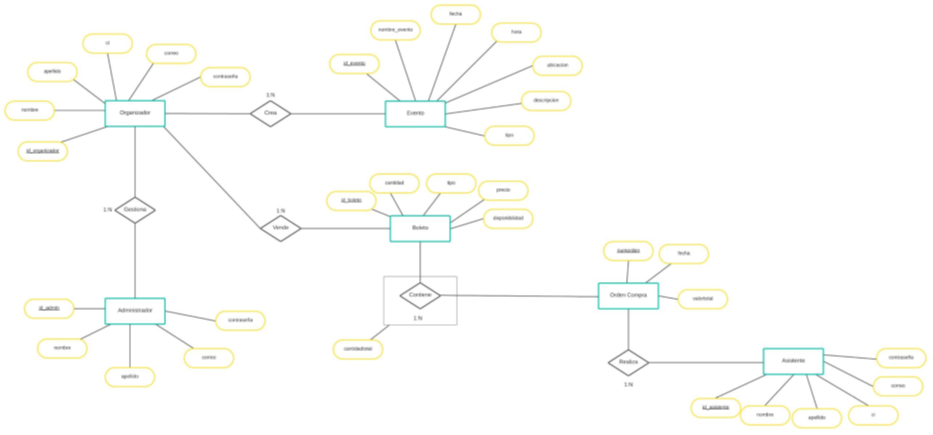 fecha
nombre_evento
hora
ci
correo
id_evento
ubicacion
apellido
contraseña
descripcion
1:N
nombre
Organizador
Crea
Evento
tipo
id_organizador
cantidad
tipo
precio
id_boleto
disponibilidad
1:N
Gestiona
1:N
Vende
Boleto
numorden
fecha
Contiene
Orden Compra
valortotal
id_admin
Administrador
contraseña
1:N
nombre
correo
cantidadtotal
apellido
Realiza
Asistente
contraseña
1:N
correo
id_asistente
nombre
apellido
ci